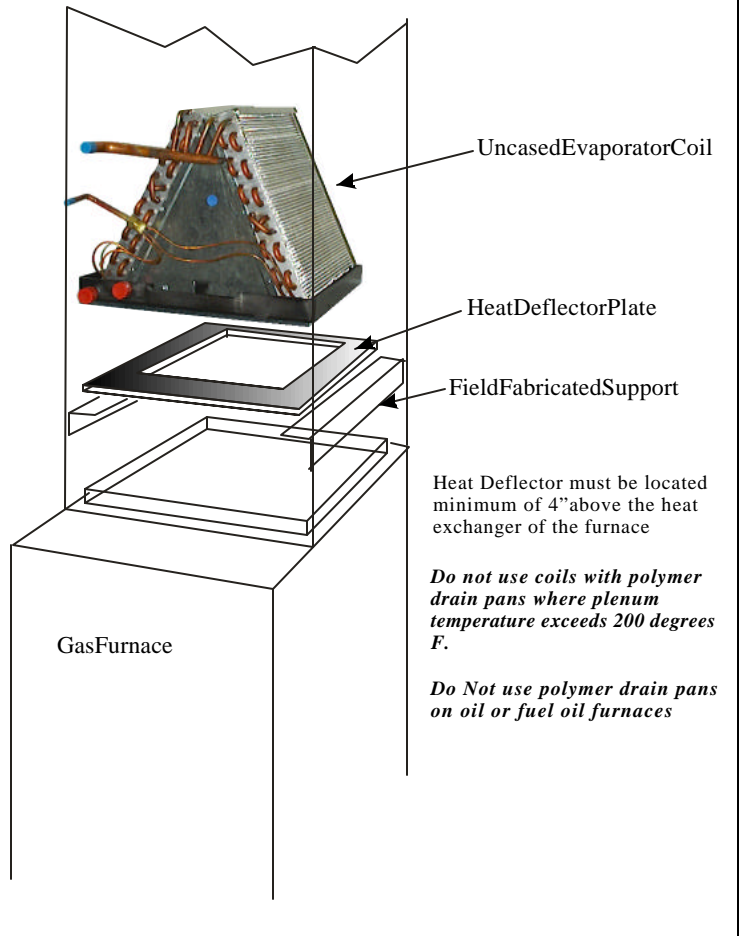 UncasedEvaporatorCoil
HeatDeflectorPlate
FieldFabricatedSupport
Heat Deflector must be located
minimum of 4”above the heat
exchanger of the furnace
Do not use coils with polymer
drain pans where plenum
temperature exceeds 200 degrees
F.
GasFurnace
Do Not use polymer drain pans
on oil or fuel oil furnaces